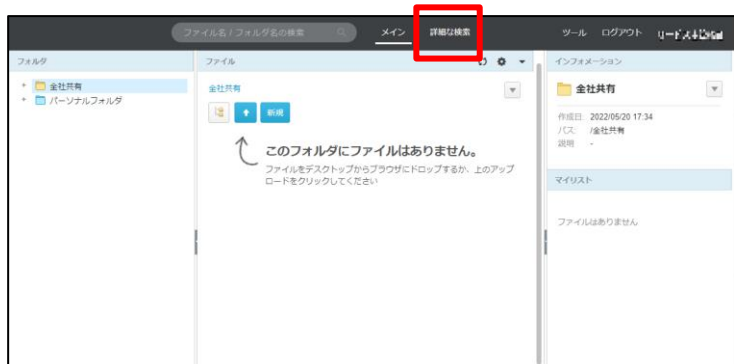 ファイル名 / フォルダ名の検索
メイン
詳細な検索
ツール
ログアウト
フォルダ
全社共有
パーソナルフォルダ
ファイル
全社共有
新規
このフォルダにファイルはありません。
ファイルをデスクトップからブラウザにドロップするか、上のアップ
ロードをクリックしてください
インフォメーション
全社共有
作成日: 2022/05/20 17:34
パス: /全社共有
説明 -
マイリスト
ファイルはありません